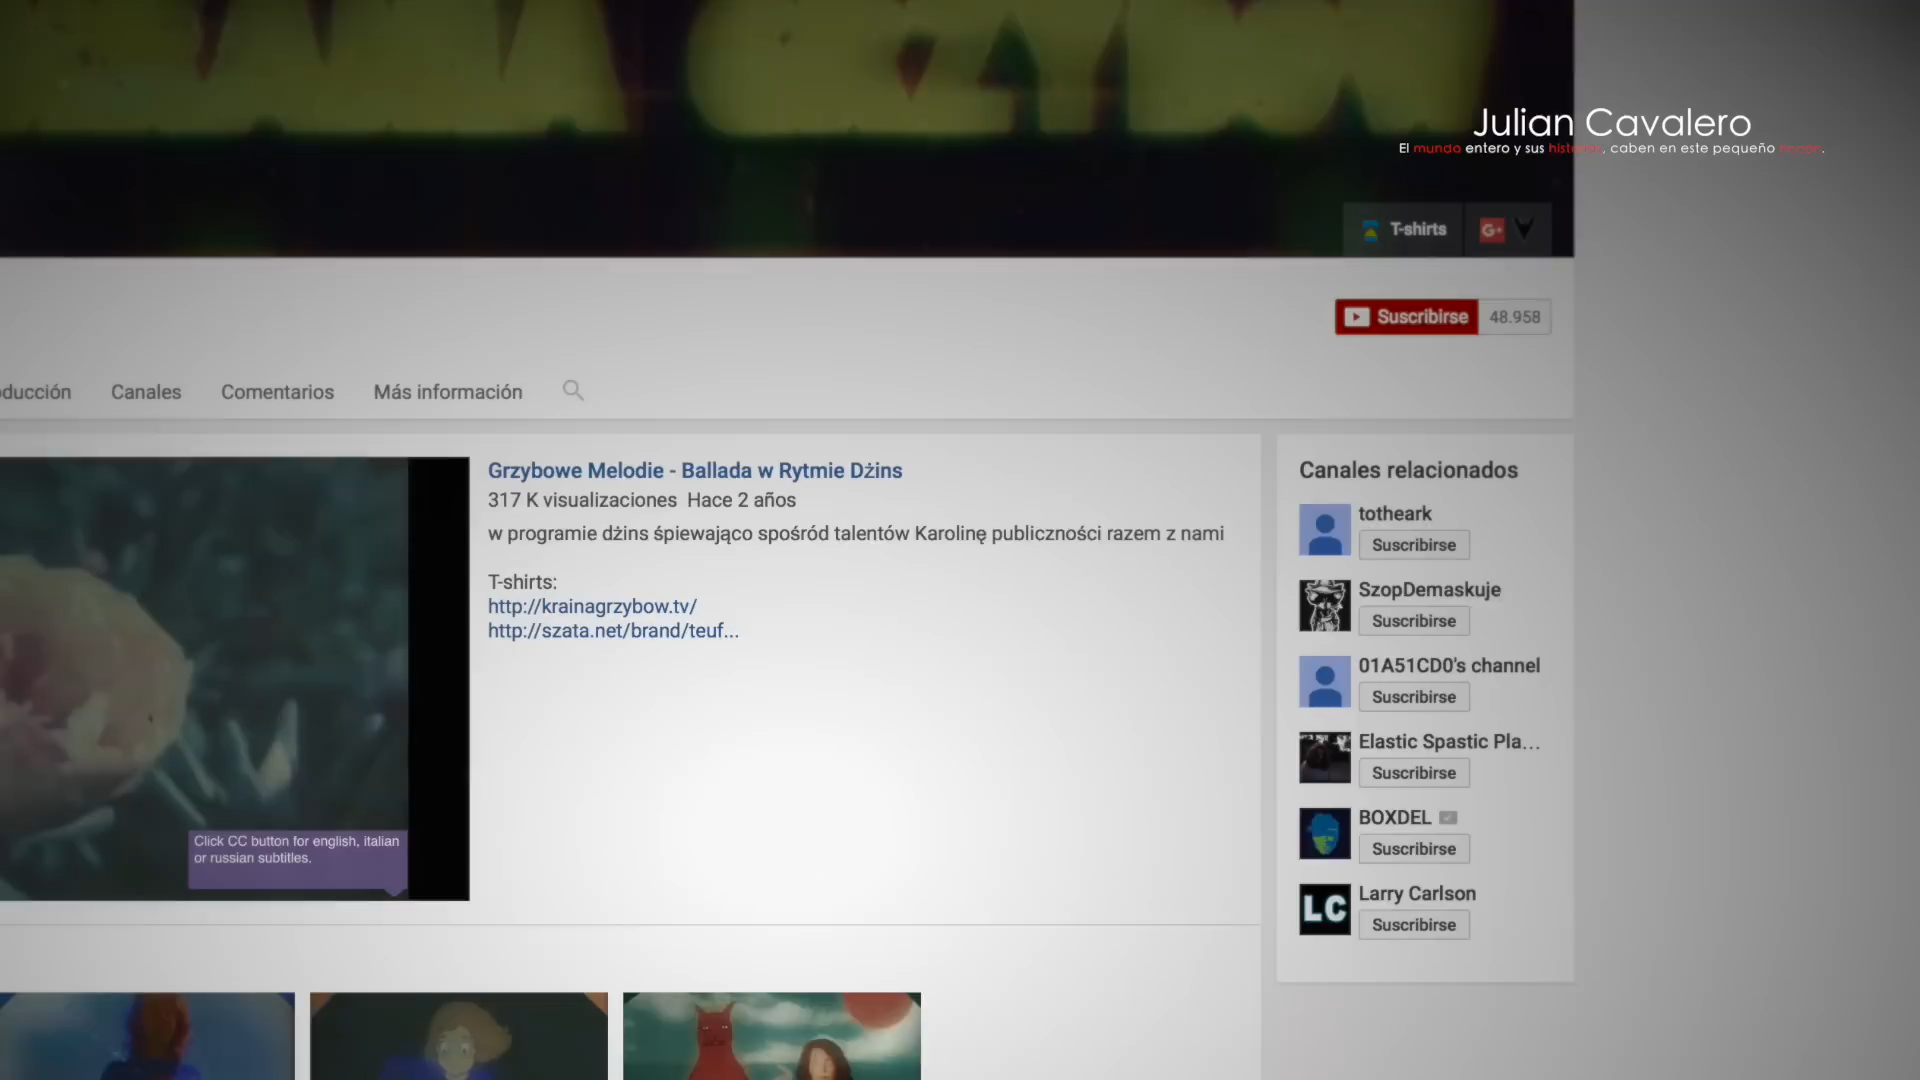 Julian Cavalero
El mundo entero y sus historias, caben en este pequeño rincón.
T-shirts
G+
Suscribirse 48.958
oducción Canales Comentarios Más información
Grzybowe Melodie - Ballada w Rytmie Dżins
317 K visualizaciones Hace 2 años
w programie dżins śpiewająco spośród talentów Karolinę publiczności razem z nami
T-shirts:
http://krainagrzybow.tv/
http://szata.net/brand/teuf...
Click CC button for english, italian
or russian subtitles.
Canales relacionados
totheark
Suscribirse
SzopDemaskuje
Suscribirse
01A51CD0's channel
Suscribirse
Elastic Spastic Pla...
Suscribirse
BOXDEL
Suscribirse
LC
Larry Carlson
Suscribirse